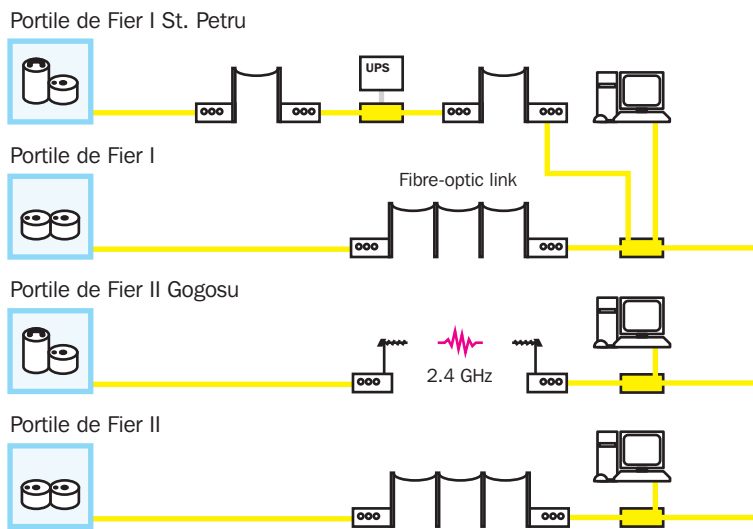 Portile de Fier I St. Petru
UPS
Portile de Fier I
Fibre-optic link
Portile de Fier II Gogosu
2.4 GHz
Portile de Fier II